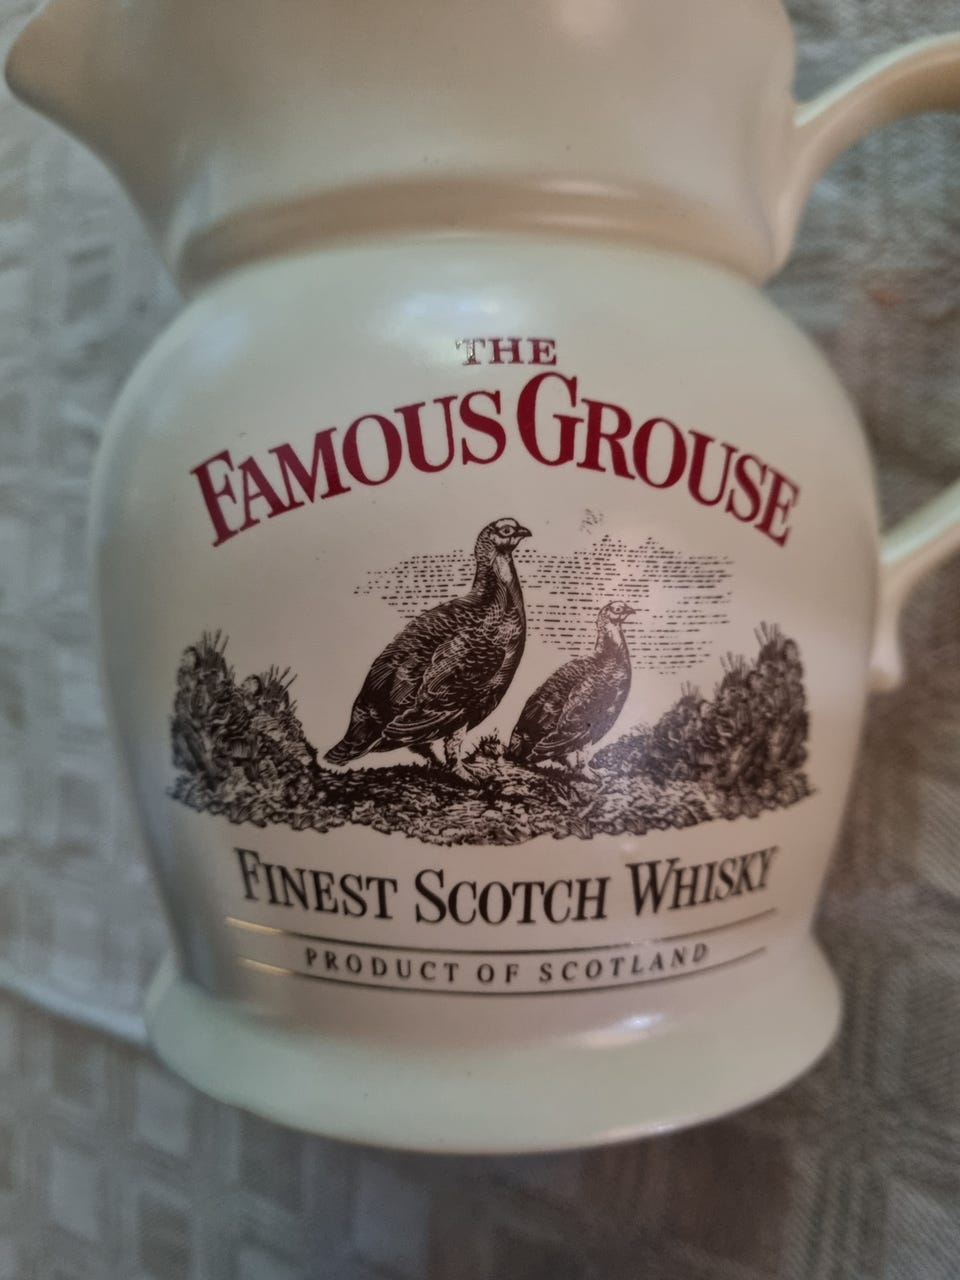 THE
FAMOUS GROUSE
FINEST SCOTCH WHISKY
PRODUCT OF SCOTLAND